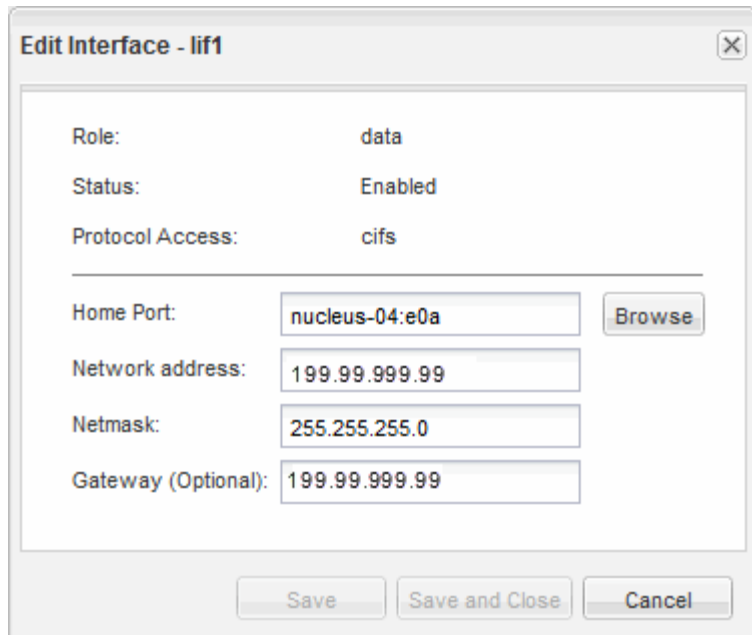 Edit Interface - lif1
Role: data
Status: Enabled
Protocol Access: cifs
Home Port: nucleus-04:e0a Browse
Network address: 199.99.999.99
Netmask: 255.255.255.0
Gateway (Optional): 199.99.999.99
Save Save and Close Cancel